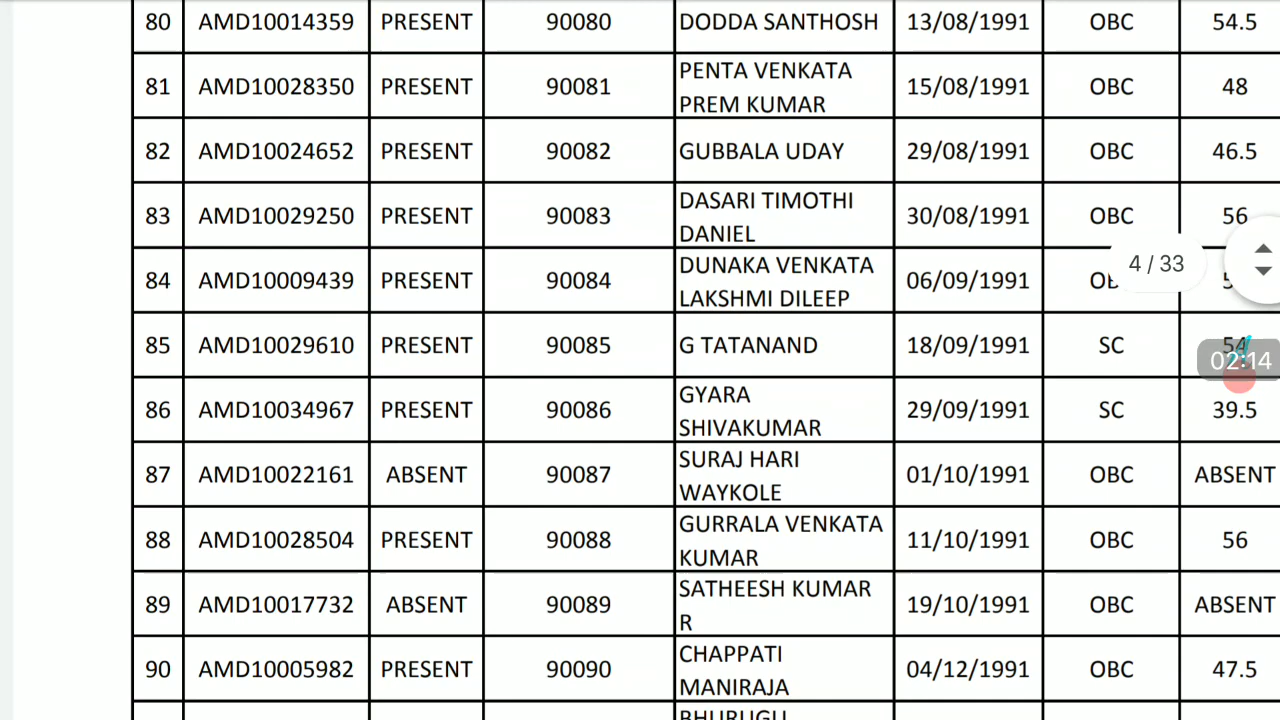 80 AMD10014359 PRESENT 90080 DODDA SANTHOSH 13/08/1991 OBC 54.5
81 AMD10028350 PRESENT 90081 PENTA VENKATA PREM KUMAR 15/08/1991 OBC 48
82 AMD10024652 PRESENT 90082 GUBBALA UDAY 29/08/1991 OBC 46.5
83 AMD10029250 PRESENT 90083 DASARI TIMOTHI DANIEL 30/08/1991 OBC 56
4 / 33
84 AMD10009439 PRESENT 90084 DUNAKA VENKATA LAKSHMI DILEEP 06/09/1991
85 AMD10029610 PRESENT 90085 G TATANAND 18/09/1991 SC 54
02:14
86 AMD10034967 PRESENT 90086 GYARA SHIVAKUMAR 29/09/1991 SC 39.5
87 AMD10022161 ABSENT 90087 SURAJ HARI WAYKOLE 01/10/1991 OBC ABSENT
88 AMD10028504 PRESENT 90088 GURRALA VENKATA KUMAR 11/10/1991 OBC 56
89 AMD10017732 ABSENT 90089 SATHEESH KUMAR R 19/10/1991 OBC ABSENT
90 AMD10005982 PRESENT 90090 CHAPPATI MANIRAJA 04/12/1991 OBC 47.5
BHURUGU